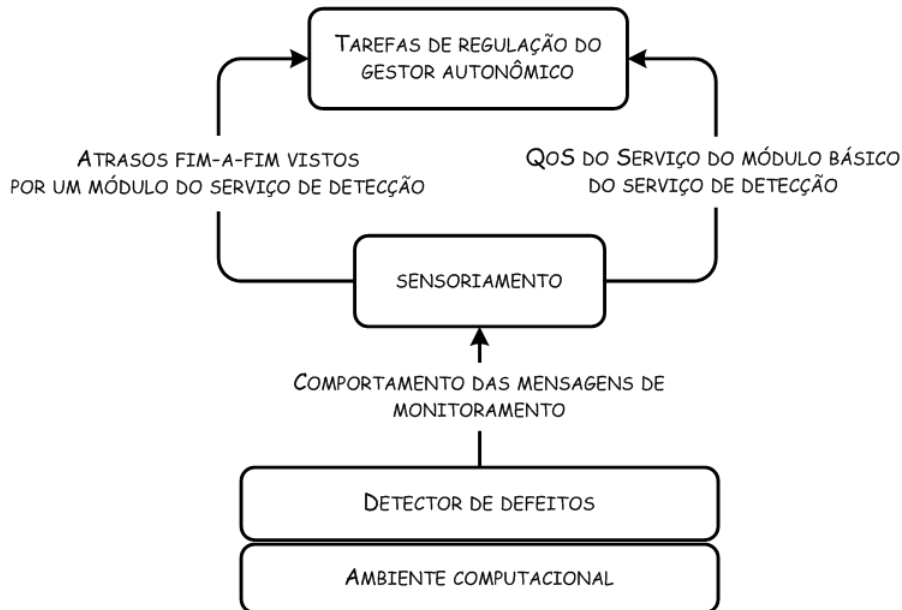 TAREFAS DE REGULAÇÃO DO
GESTOR AUTONÔMICO
ATRASOS FIM-A-FIM VISTOS
POR UM MÓDULO DO SERVIÇO DE DETECÇÃO
QOS DO SERVIÇO DO MÓDULO BÁSICO
DO SERVIÇO DE DETECÇÃO
SENSORIAMENTO
COMPORTAMENTO DAS MENSAGENS DE
MONITORAMENTO
DETECTOR DE DEFEITOS
AMBIENTE COMPUTACIONAL